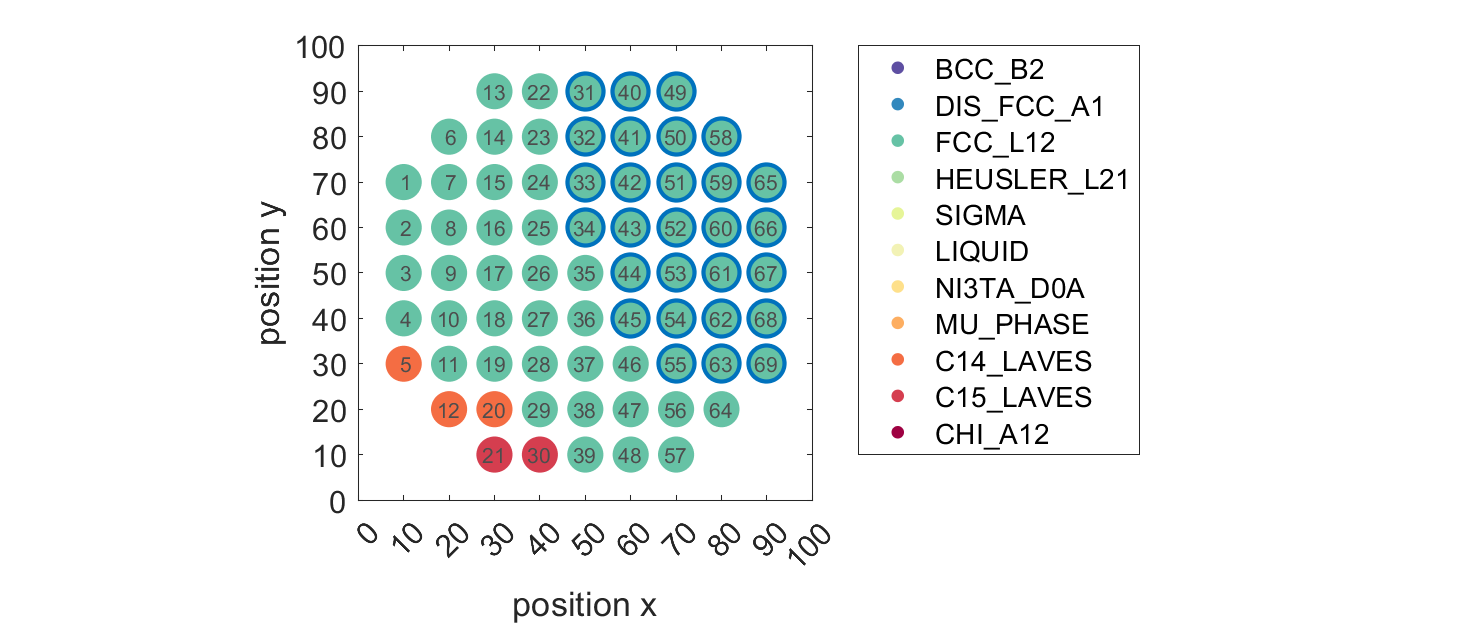 100
90
80
70
60
50
40
30
20
10
0
position y
13 22 31 40 49
6 14 23 32 41 50 58
1 7 15 24 33 42 51 59 65
2 8 16 25 34 43 52 60 66
3 9 17 26 35 44 53 61 67
4 10 18 27 36 45 54 62 68
5 11 19 28 37 46 55 63 69
12 20 29 38 47 56 64
21 30 39 48 57
0 10 20 30 40 50 60 70 80 90 100
position x
BCC_B2
DIS_FCC_A1
FCC_L12
HEUSLER_L21
SIGMA
LIQUID
NI3TA_D0A
MU_PHASE
C14_LAVES
C15_LAVES
CHI_A12